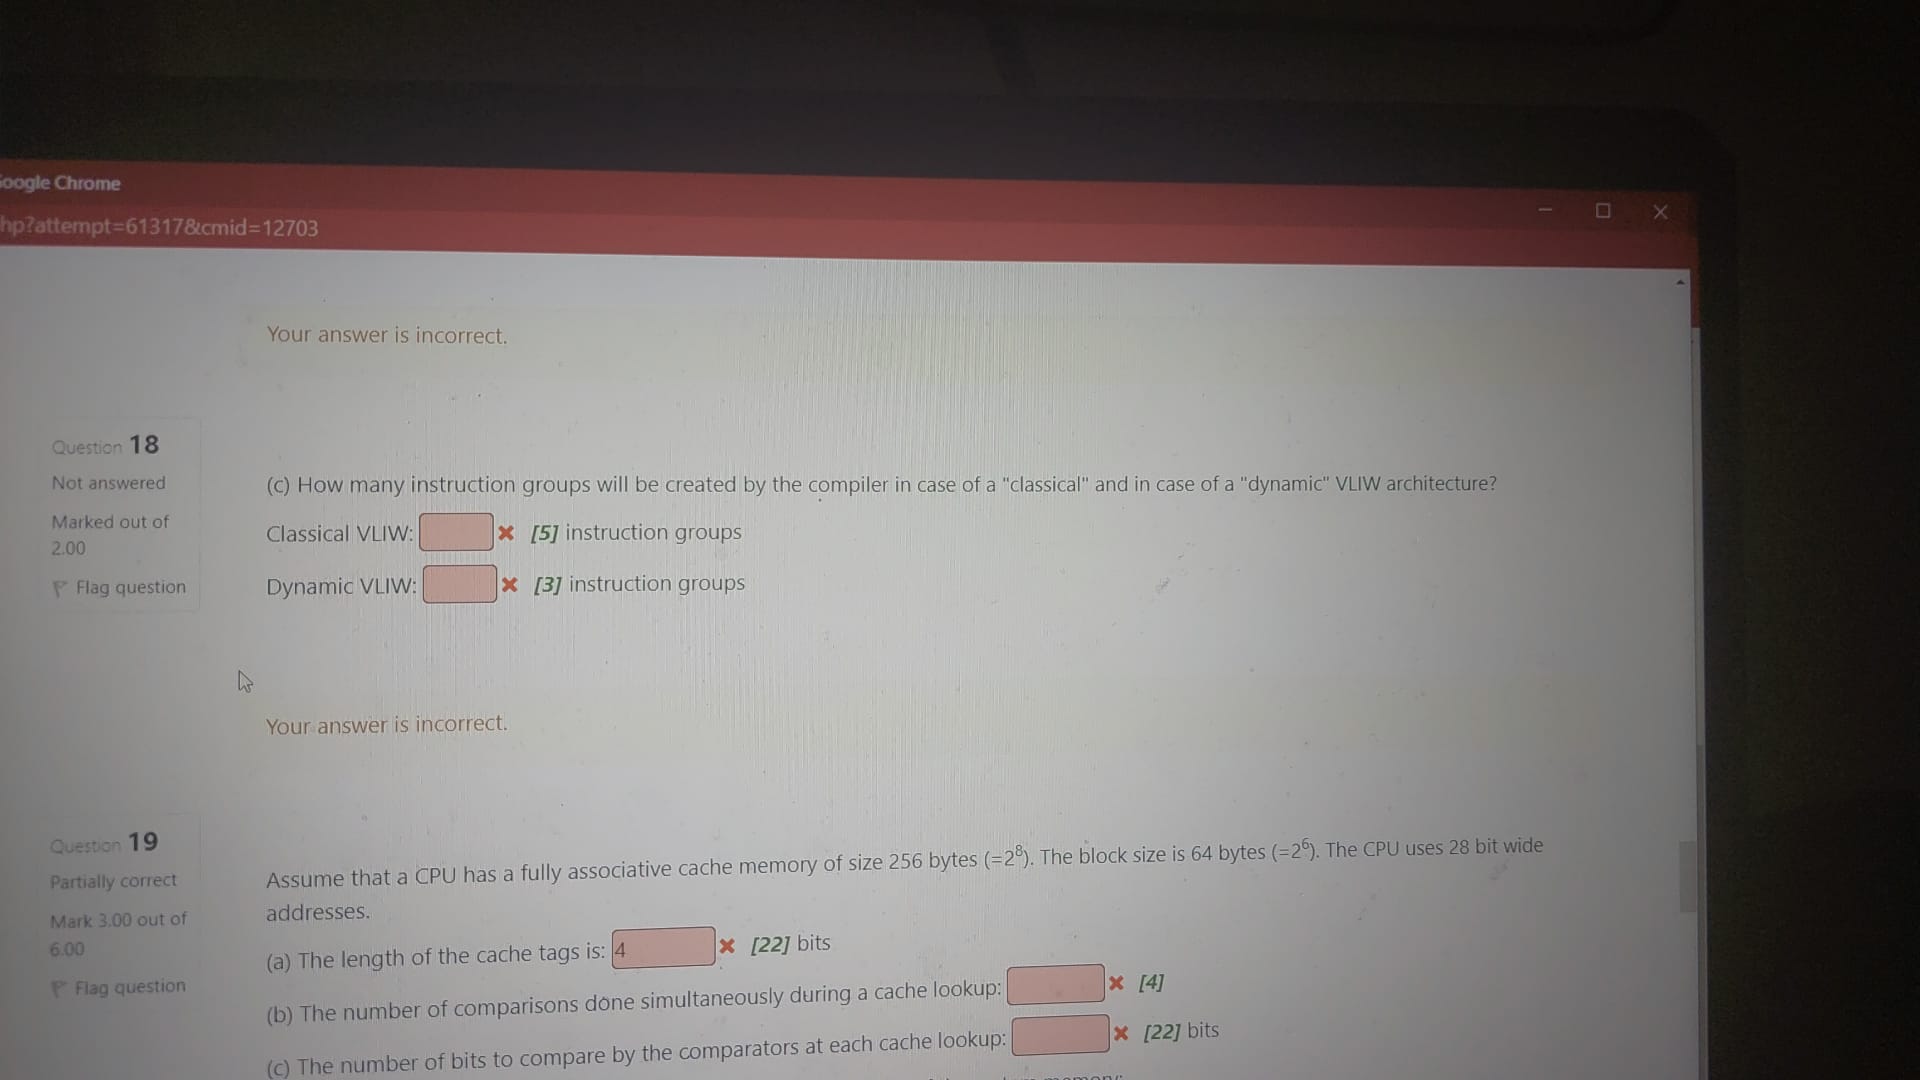 Google Chrome
hp?attempt=61317&cmid=12703
Your answer is incorrect.
Question 18
Not answered
Marked out of
2.00
Flag question
(c) How many instruction groups will be created by the compiler in case of a "classical" and in case of a "dynamic" VLIW architecture?
Classical VLIW: [5] instruction groups
Dynamic VLIW: [3] instruction groups
Your answer is incorrect.
Question 19
Partially correct
Mark 3.00 out of
6.00
Flag question
Assume that a CPU has a fully associative cache memory of size 256 bytes (=2⁸). The block size is 64 bytes (=2⁶). The CPU uses 28 bit wide
addresses.
(a) The length of the cache tags is: 4 [22] bits
(b) The number of comparisons done simultaneously during a cache lookup: [4]
(c) The number of bits to compare by the comparators at each cache lookup: [22] bits